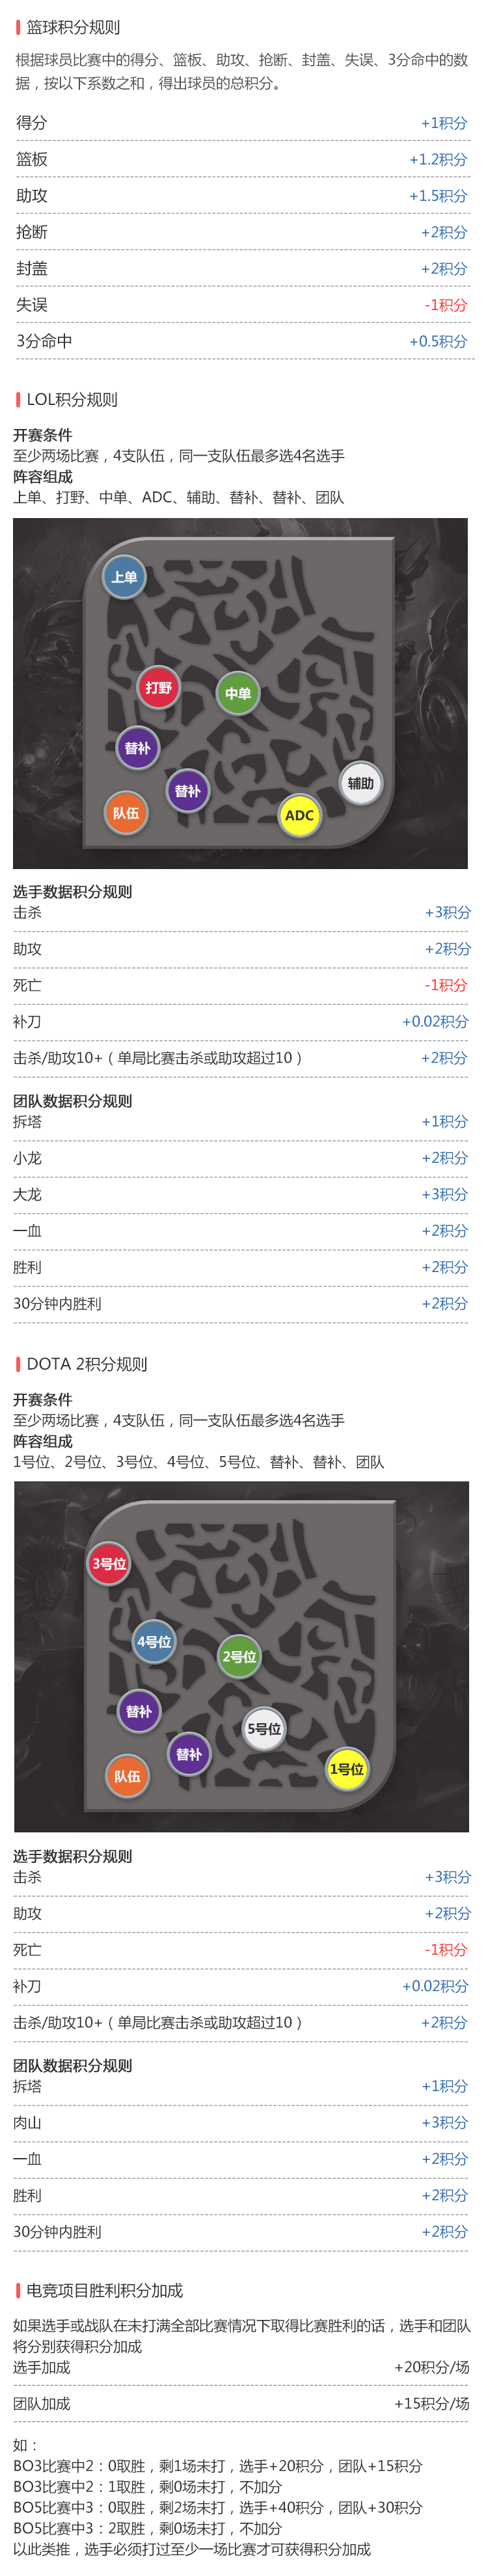 篮球积分规则
根据球员比赛中的得分、篮板、助攻、抢断、封盖、失误、3分命中的数
据，按以下系数之和，得出球员的总积分。
得分 +1积分
篮板 +1.2积分
助攻 +1.5积分
抢断 +2积分
封盖 +2积分
失误 -1积分
3分命中 +0.5积分
LOL积分规则
开赛条件
至少两场比赛，4支队伍，同一支队伍最多选4名选手
阵容组成
上单、打野、中单、ADC、辅助、替补、替补、团队
上单
打野
中单
替补
替补
辅助
队伍
ADC
选手数据积分规则
击杀 +3积分
助攻 +2积分
死亡 -1积分
补刀 +0.02积分
击杀/助攻10+（单局比赛击杀或助攻超过10） +2积分
团队数据积分规则
拆塔 +1积分
小龙 +2积分
大龙 +3积分
一血 +2积分
胜利 +2积分
30分钟内胜利 +2积分
DOTA 2积分规则
开赛条件
至少两场比赛，4支队伍，同一支队伍最多选4名选手
阵容组成
1号位、2号位、3号位、4号位、5号位、替补、替补、团队
3号位
4号位
2号位
替补
5号位
替补
队伍
1号位
选手数据积分规则
击杀 +3积分
助攻 +2积分
死亡 -1积分
补刀 +0.02积分
击杀/助攻10+（单局比赛击杀或助攻超过10） +2积分
团队数据积分规则
拆塔 +1积分
肉山 +3积分
一血 +2积分
胜利 +2积分
30分钟内胜利 +2积分
电竞项目胜利积分加成
如果选手或战队在未打满全部比赛情况下取得比赛胜利的话，选手和团队
将分别获得积分加成
选手加成 +20积分/场
团队加成 +15积分/场
如：
BO3比赛中2：0取胜，剩1场未打，选手+20积分，团队+15积分
BO3比赛中2：1取胜，剩0场未打，不加分
BO5比赛中3：0取胜，剩2场未打，选手+40积分，团队+30积分
BO5比赛中3：2取胜，剩0场未打，不加分
以此类推，选手必须打过至少一场比赛才可获得积分加成